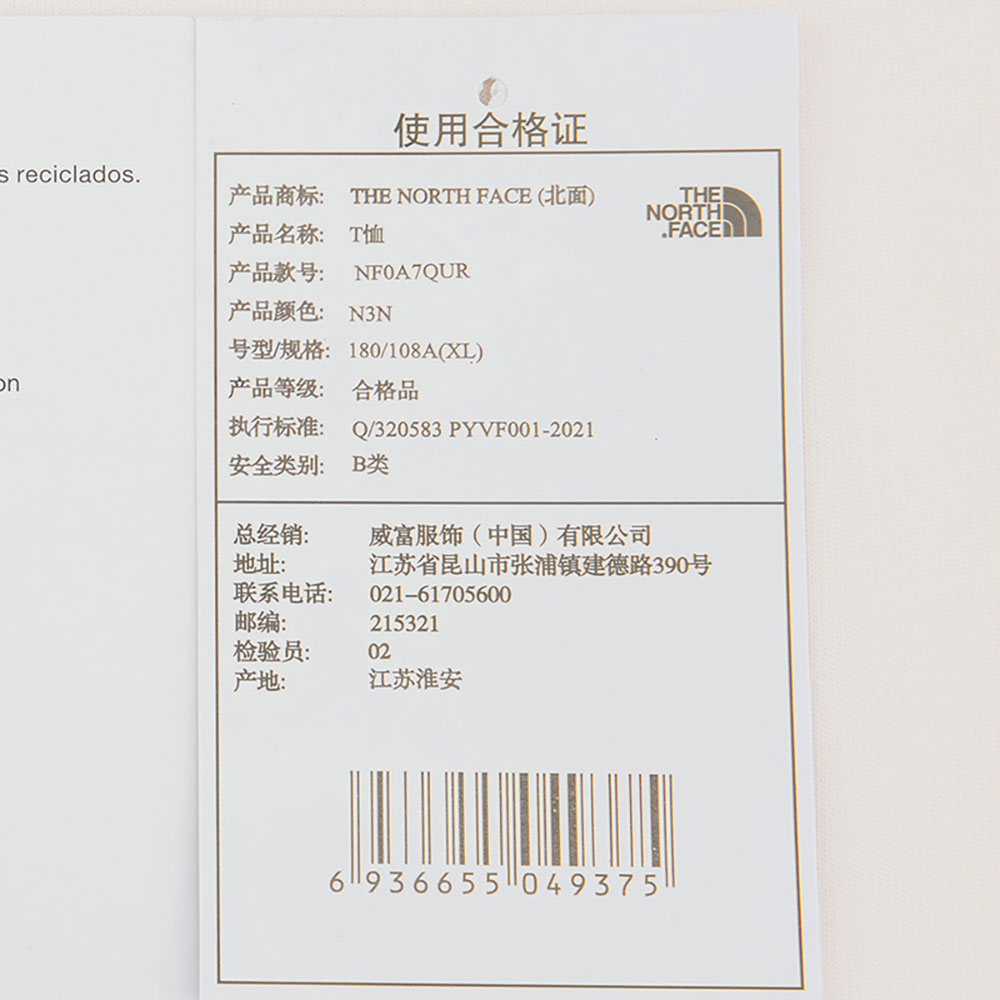 s reciclados.
on
使用合格证
产品商标: THE NORTH FACE (北面)
THE
NORTH
FACE
产品名称: T恤
产品款号: NF0A7QUR
产品颜色: N3N
号型/规格: 180/108A(XL)
产品等级: 合格品
执行标准: Q/320583 PYVF001-2021
安全类别: B类
总经销: 威富服饰（中国）有限公司
地址: 江苏省昆山市张浦镇建德路390号
联系电话: 021-61705600
邮编: 215321
检验员: 02
产地: 江苏淮安
6 936655 049375